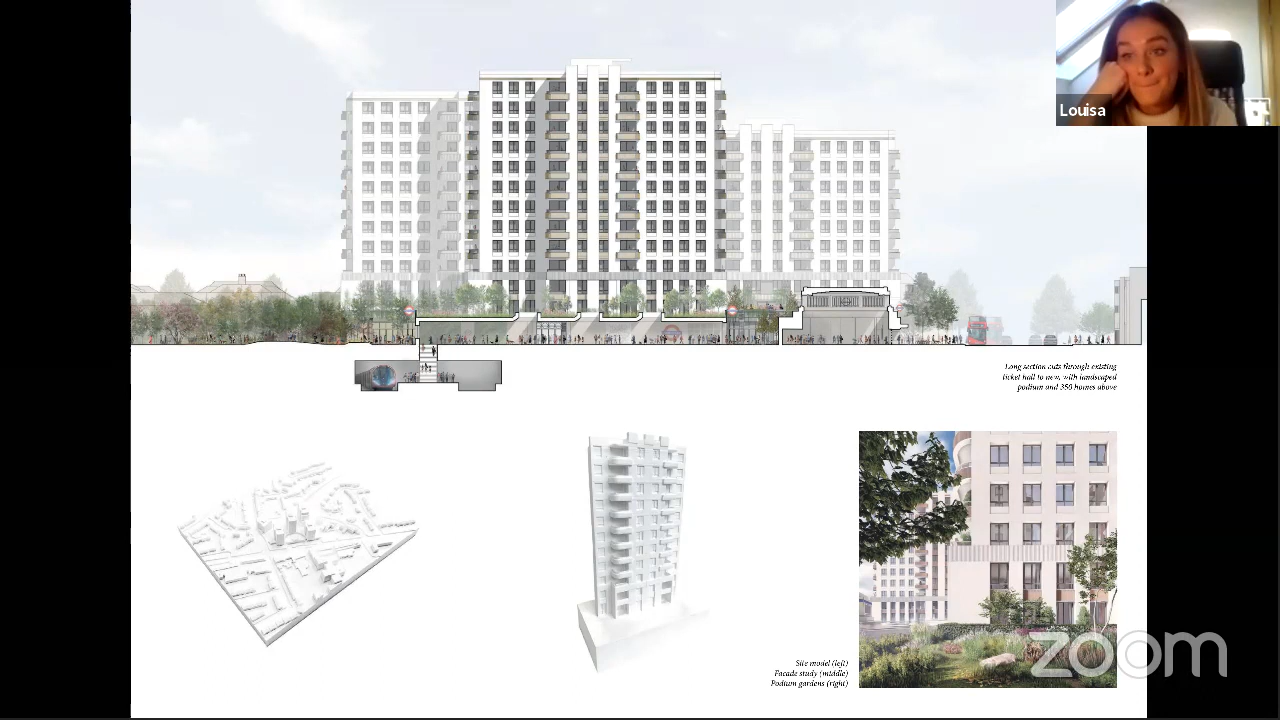 Louisa
Long section cuts through existing
ticket hall to new, with landscaped
podium and 350 homes above
Site model (left)
Facade study (middle)
Podium gardens (right)
zoom